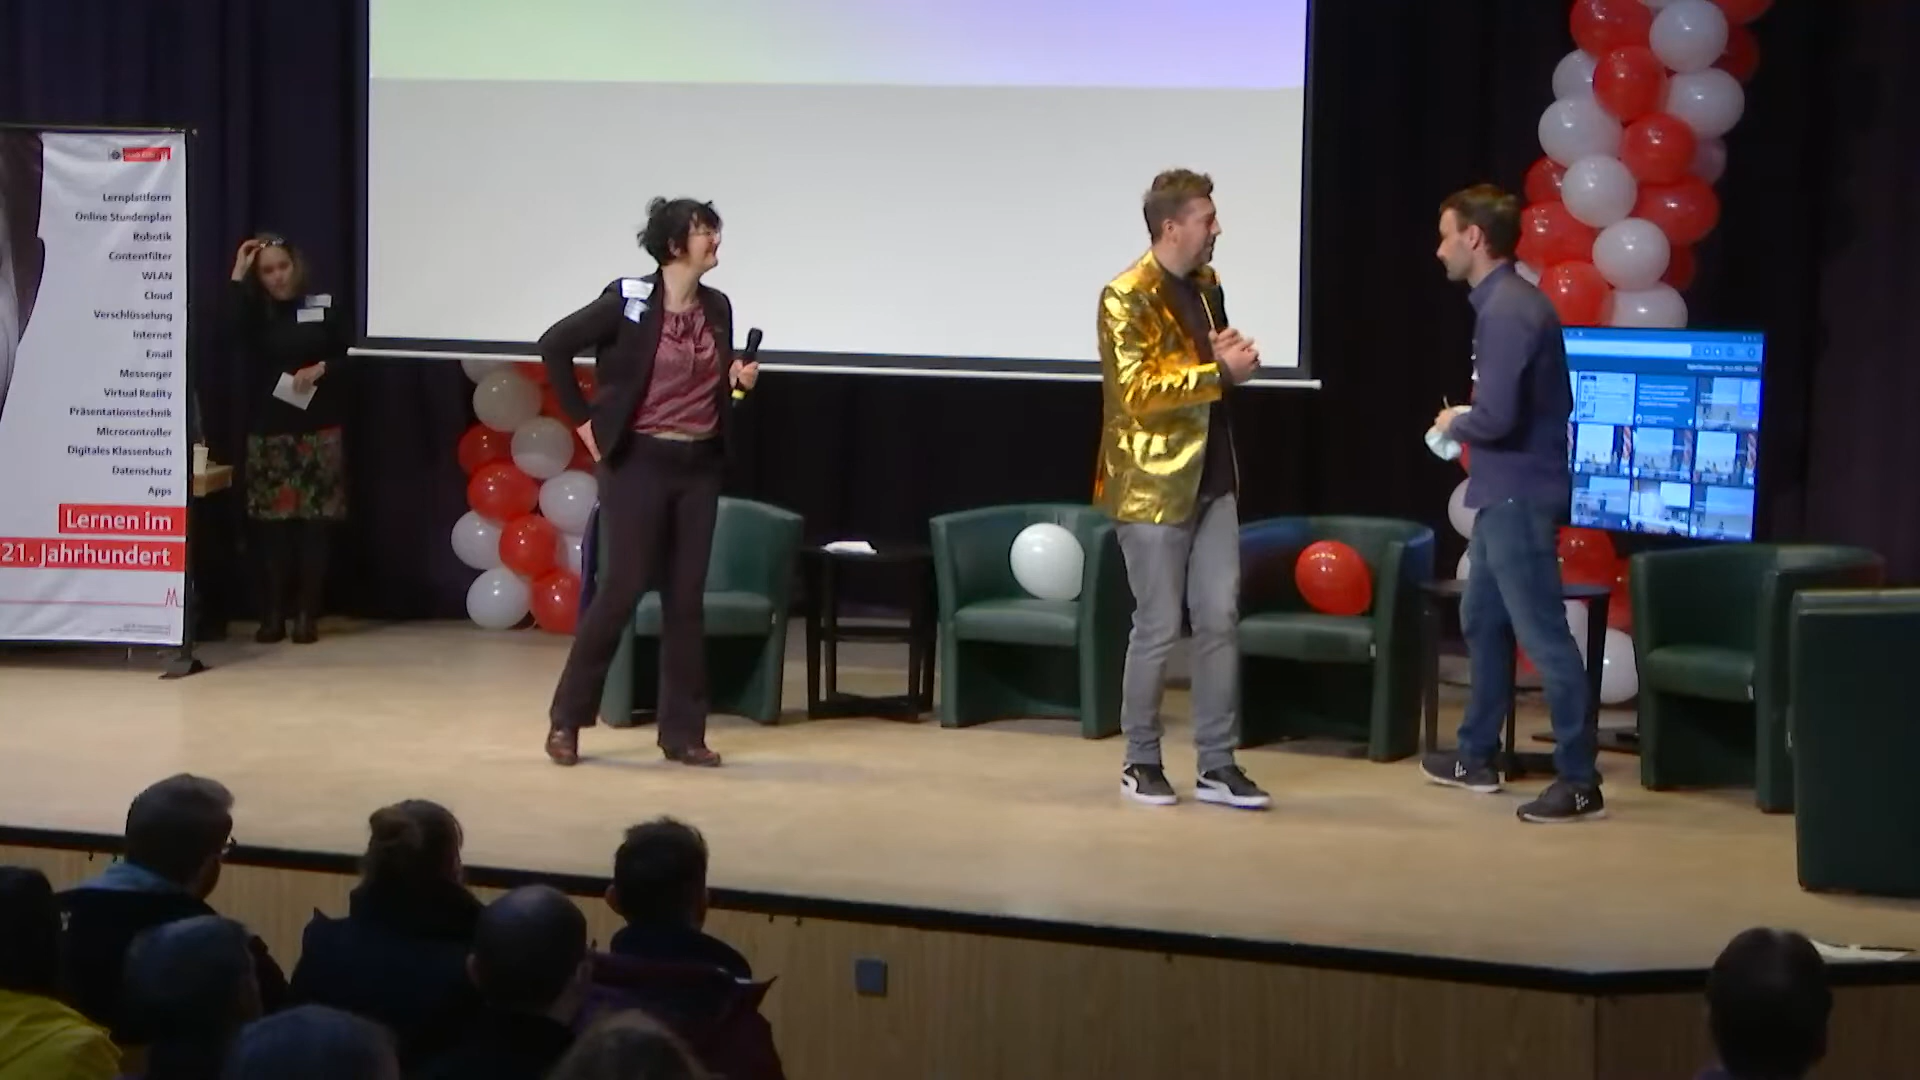 Lernplattform
Online Stundenplan
Robotik
Contentfilter
WLAN
Cloud
Verschlüsselung
Internet
Email
Messenger
Virtual Reality
Präsentationstechnik
Microcontroller
Digitales Klassenbuch
Datenschutz
Apps
Lernen im
21. Jahrhundert